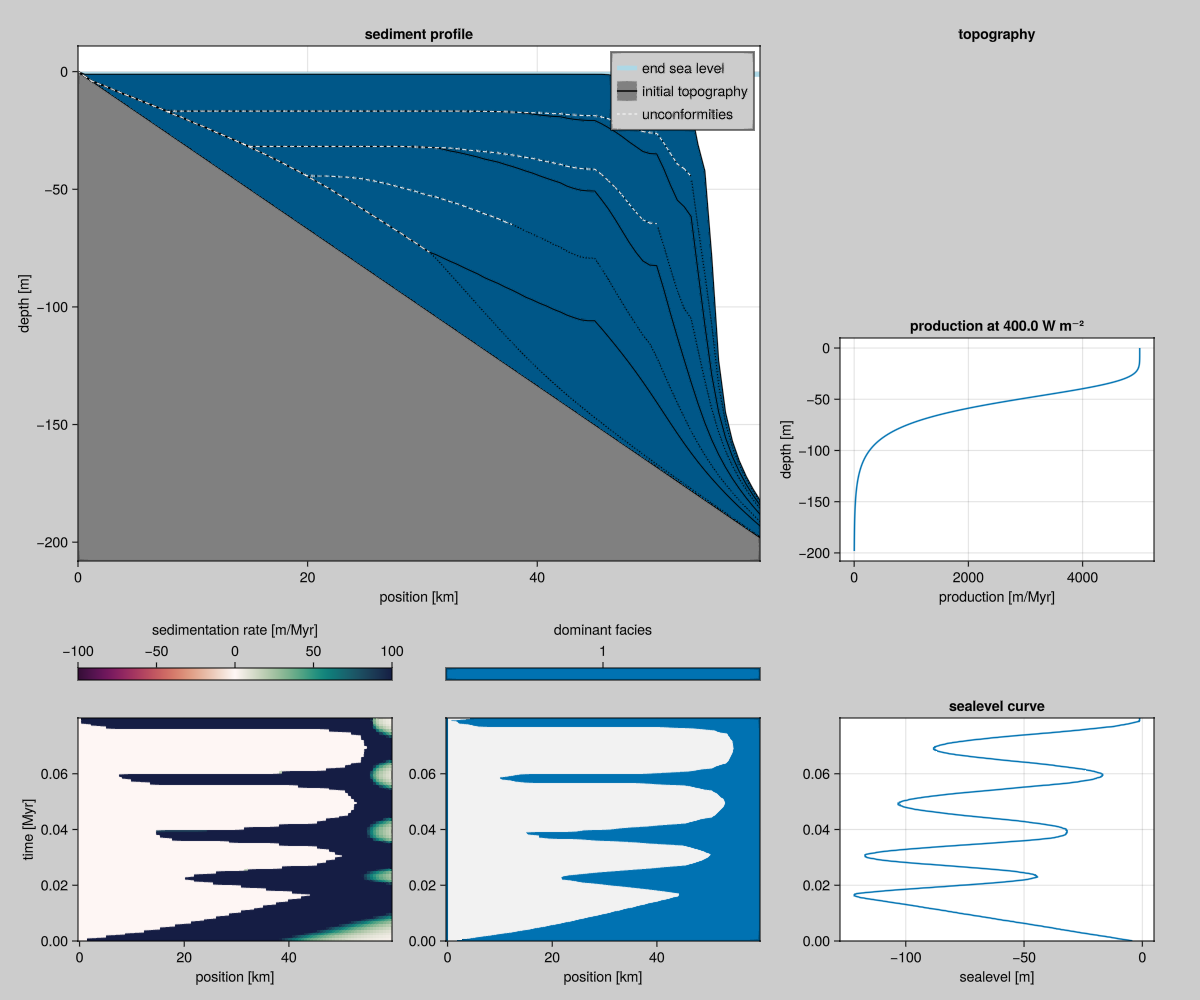 sediment profile
topography
end sea level
initial topography
unconformities
0
−50
−100
−150
−200
depth [m]
0
20
40
position [km]
production at 400.0 W m⁻²
0
−50
−100
−150
−200
depth [m]
0
2000
4000
production [m/Myr]
sedimentation rate [m/Myr]
−100
−50
0
50
100
dominant facies
1
0.06
0.04
0.02
0.00
time [Myr]
0
20
40
position [km]
0.06
0.04
0.02
0.00
0
20
40
position [km]
sealevel curve
0.06
0.04
0.02
0.00
−100
−50
0
sealevel [m]